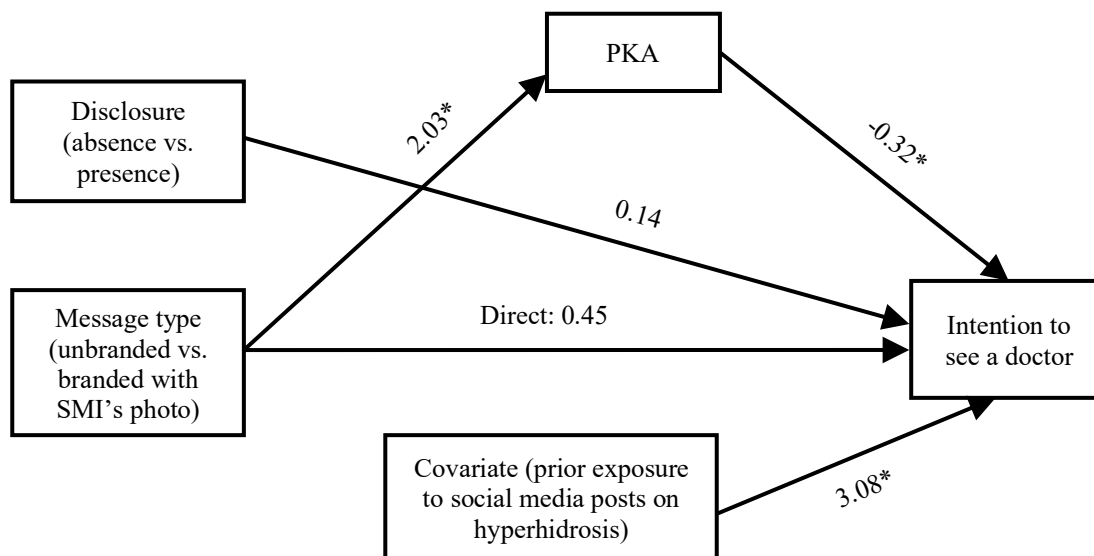 PKA
Disclosure
(absence vs.
presence)
2.03*
-0.32*
0.14
Message type
(unbranded vs.
branded with
SMI’s photo)
Direct: 0.45
Intention to
see a doctor
Covariate (prior exposure
to social media posts on
hyperhidrosis)
3.08*